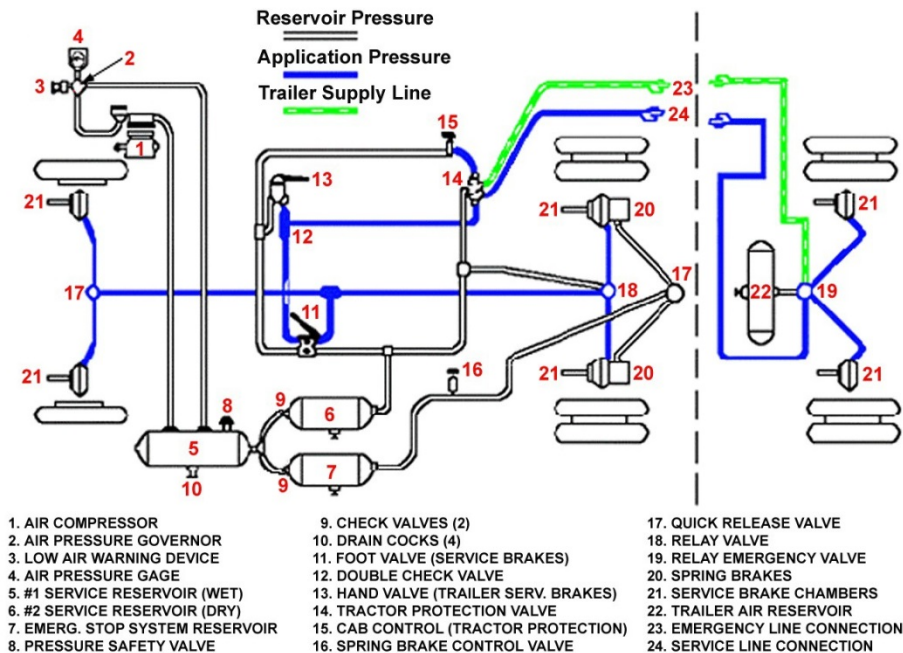 Reservoir Pressure
Application Pressure
Trailer Supply Line
4
2
3
1
15
13
14
12
23
24
21
21
20
21
17
11
18
17
22
19
16
21
21
20
21
9
8
6
5
9
7
10
1. AIR COMPRESSOR
2. AIR PRESSURE GOVERNOR
3. LOW AIR WARNING DEVICE
4. AIR PRESSURE GAGE
5. #1 SERVICE RESERVOIR (WET)
6. #2 SERVICE RESERVOIR (DRY)
7. EMERG. STOP SYSTEM RESERVOIR
8. PRESSURE SAFETY VALVE
9. CHECK VALVES (2)
10. DRAIN COCKS (4)
11. FOOT VALVE (SERVICE BRAKES)
12. DOUBLE CHECK VALVE
13. HAND VALVE (TRAILER SERV. BRAKES)
14. TRACTOR PROTECTION VALVE
15. CAB CONTROL (TRACTOR PROTECTION)
16. SPRING BRAKE CONTROL VALVE
17. QUICK RELEASE VALVE
18. RELAY VALVE
19. RELAY EMERGENCY VALVE
20. SPRING BRAKES
21. SERVICE BRAKE CHAMBERS
22. TRAILER AIR RESERVOIR
23. EMERGENCY LINE CONNECTION
24. SERVICE LINE CONNECTION